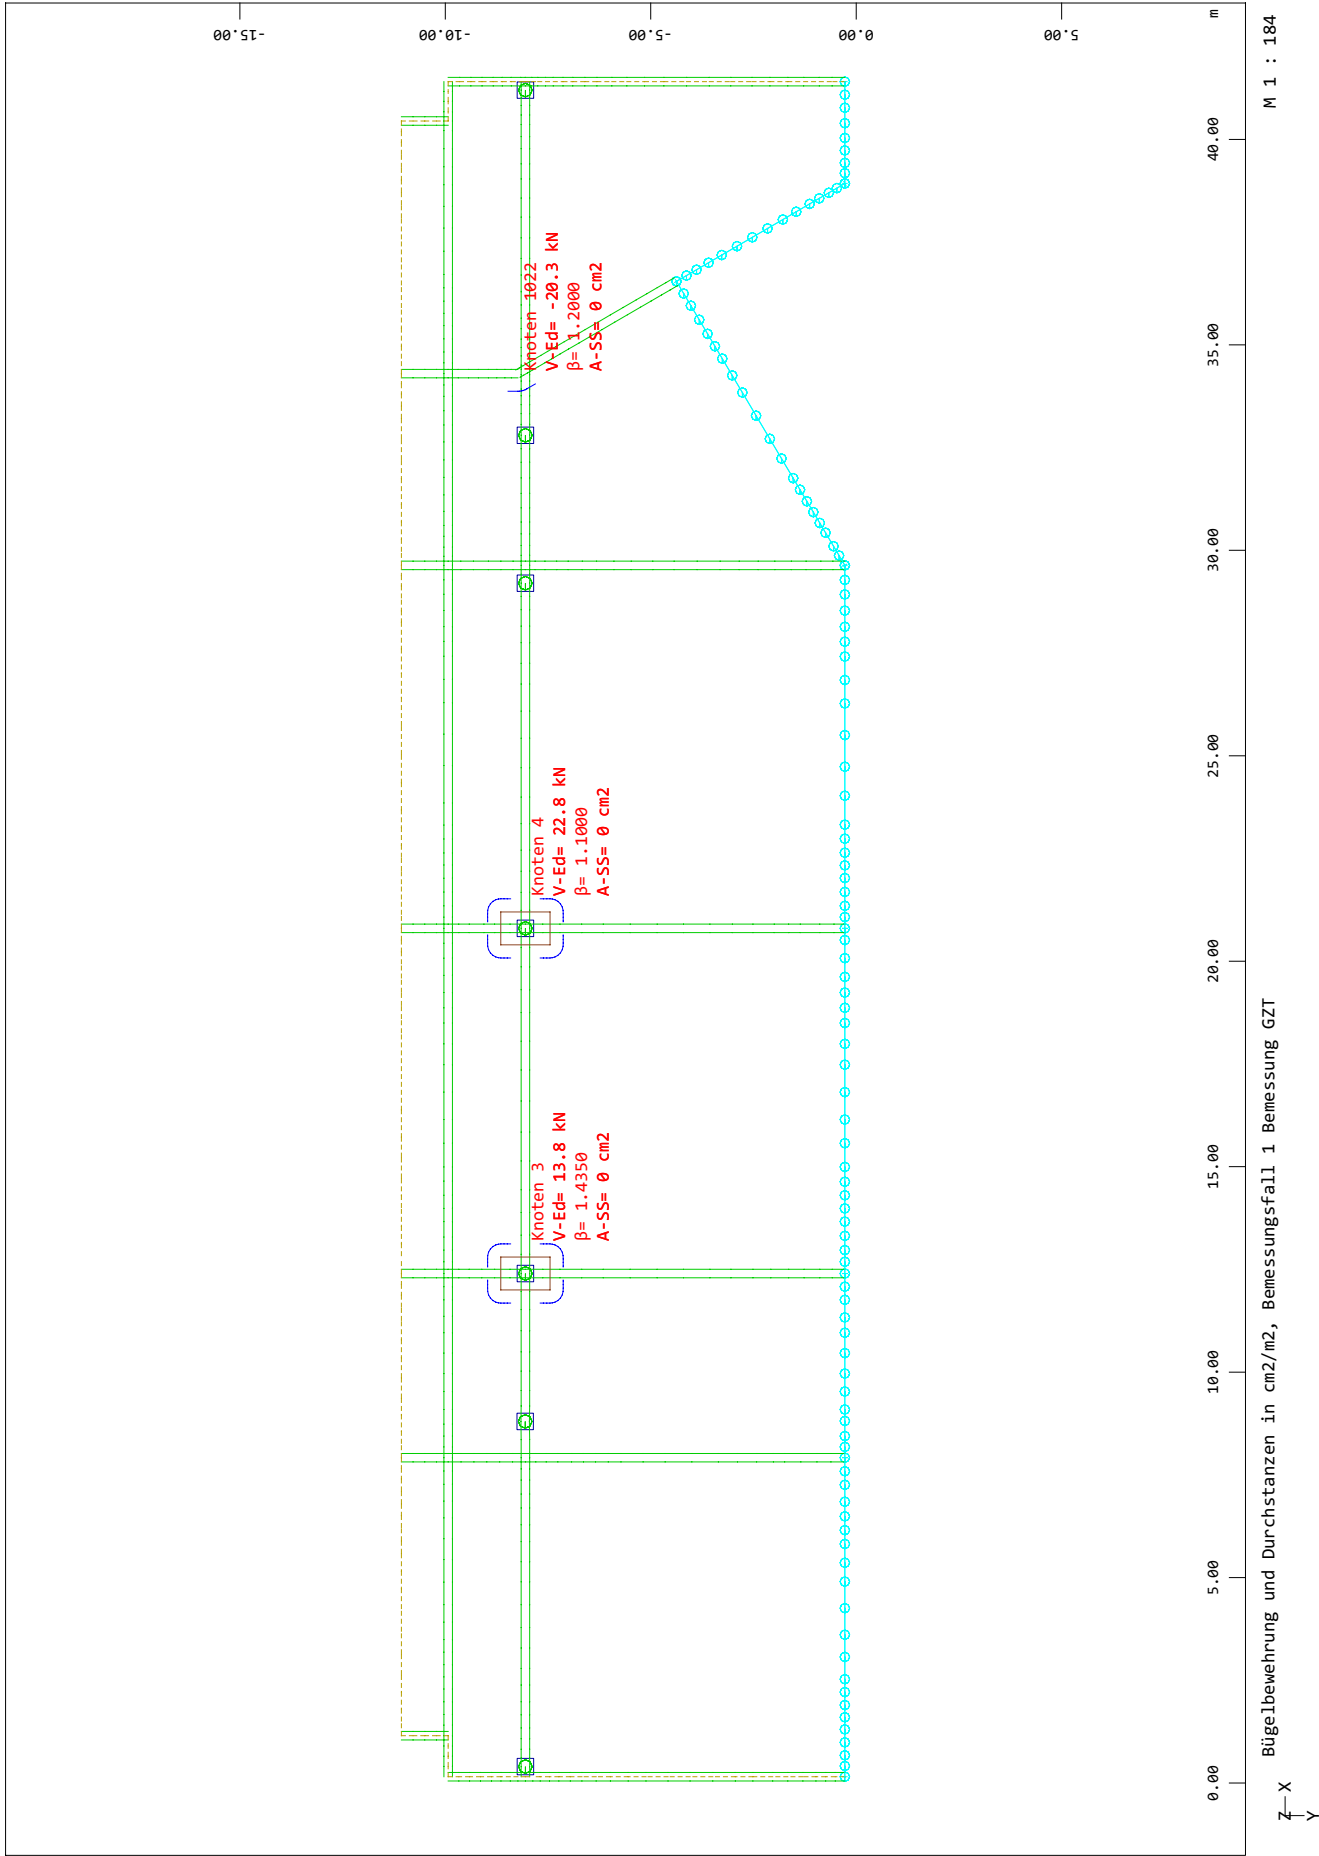 -15.00
-10.00
-5.00
0.00
5.00
m
Knoten 3
V-Ed= 13.8 kN
β= 1.4350
A-SS= 0 cm2
Knoten 4
V-Ed= 22.8 kN
β= 1.1000
A-SS= 0 cm2
Knoten 1022
V-Ed= -20.3 kN
β= 1.2000
A-SS= 0 cm2
0.00
5.00
10.00
15.00
20.00
25.00
30.00
35.00
40.00
Bügelbewehrung und Durchstanzen in cm2/m2, Bemessungsfall 1 Bemessung GZT
M 1 : 184
Z
X
Y